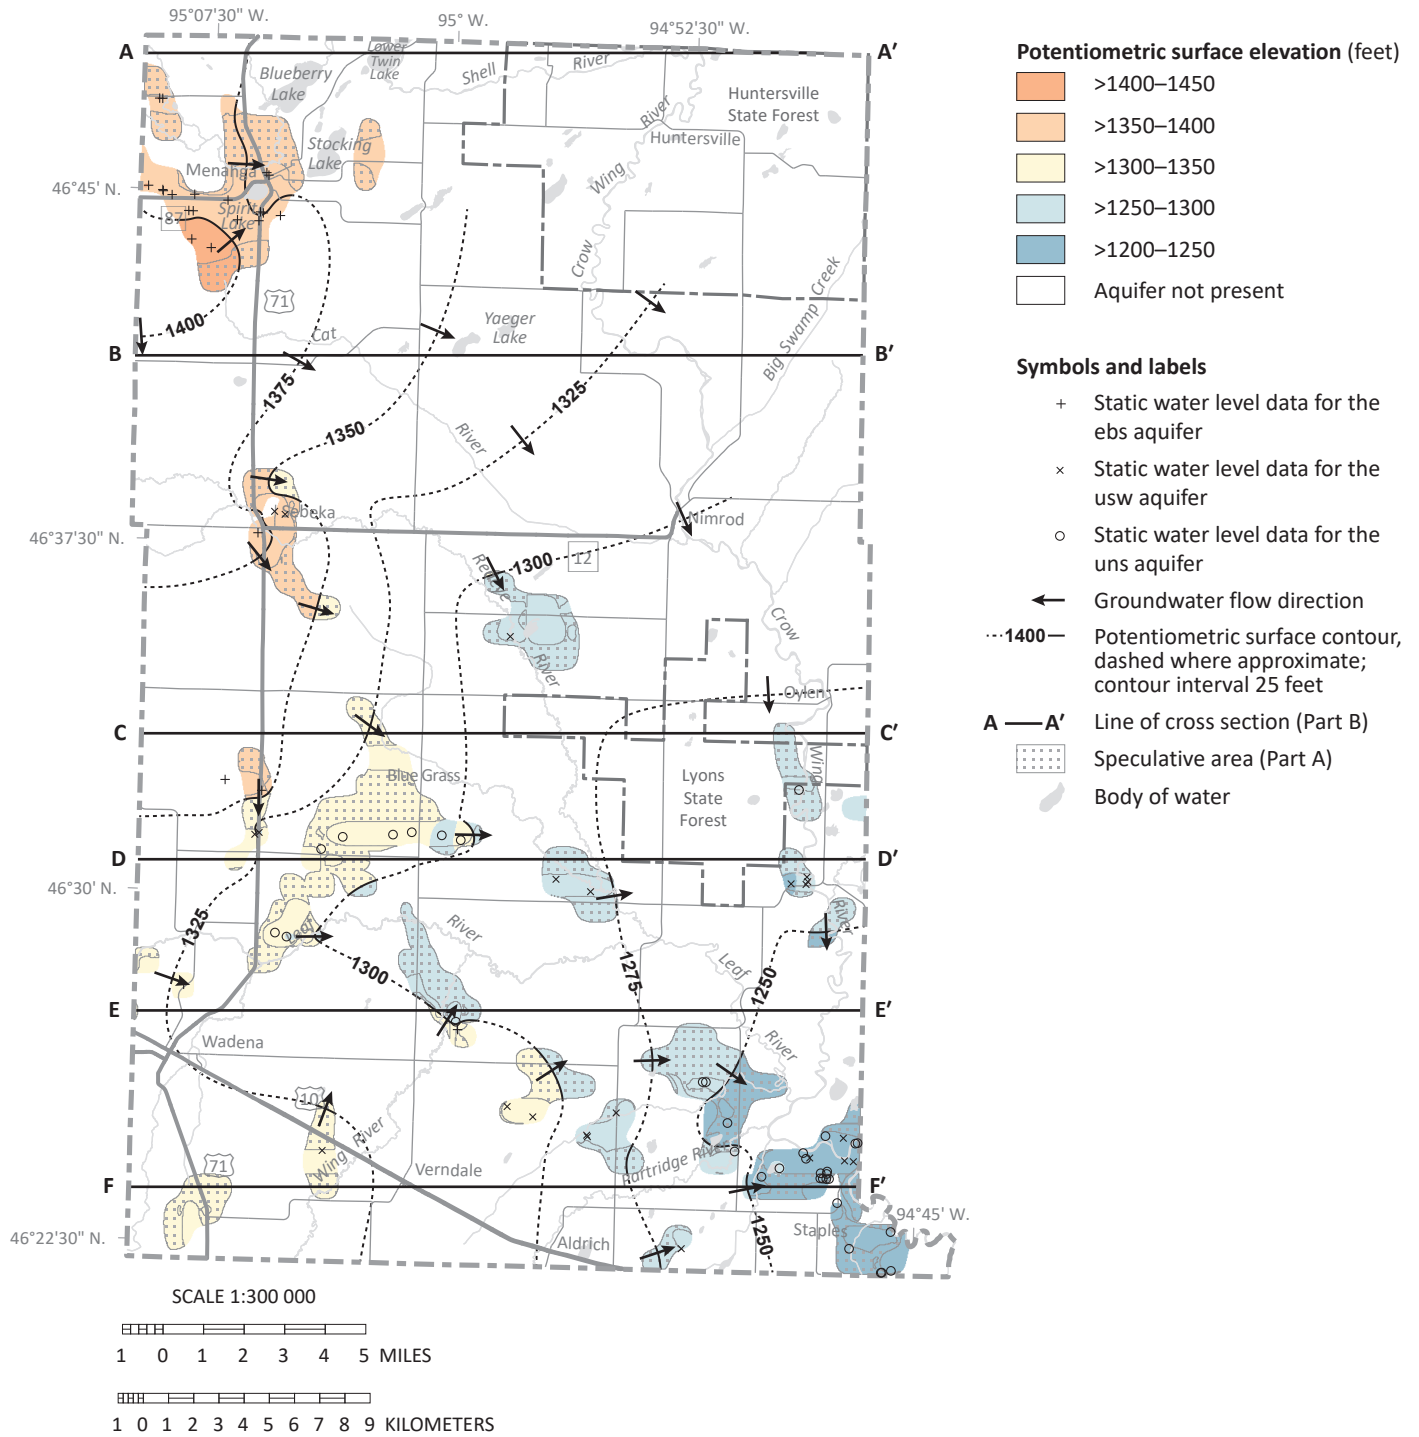 95°07'30" W.
95° W.
94°52'30" W.
A
A′
Lower
Twin
Lake
Blueberry
Lake
Shell
River
Huntersville
State Forest
River
Huntersville
Stocking
Lake
Menahga
46°45' N.
Wing
87
Spirit
Lake
Crow
71
Big Swamp Creek
1400
Cat
Yaeger
Lake
B
B′
1375
1325
1350
River
Sebeka
Nimrod
46°37'30" N.
12
1300
Redeye
River
Crow
Oylen
C
C′
Wing
Blue Grass
Lyons
State
Forest
D
D′
46°30' N.
River
1325
Leaf
River
1300
1275
Leaf
1250
E
E′
Wadena
River
10
Wing River
Partridge River
Verndale
71
F
F′
94°45' W.
46°22'30" N.
Aldrich
1250
Staples
SCALE 1:300 000
1 0 1 2 3 4 5 MILES
1 0 1 2 3 4 5 6 7 8 9 KILOMETERS
Potentiometric surface elevation (feet)
>1400–1450
>1350–1400
>1300–1350
>1250–1300
>1200–1250
Aquifer not present
Symbols and labels
Static water level data for the
ebs aquifer
Static water level data for the
usw aquifer
Static water level data for the
uns aquifer
Groundwater flow direction
1400 Potentiometric surface contour,
dashed where approximate;
contour interval 25 feet
A A′ Line of cross section (Part B)
Speculative area (Part A)
Body of water